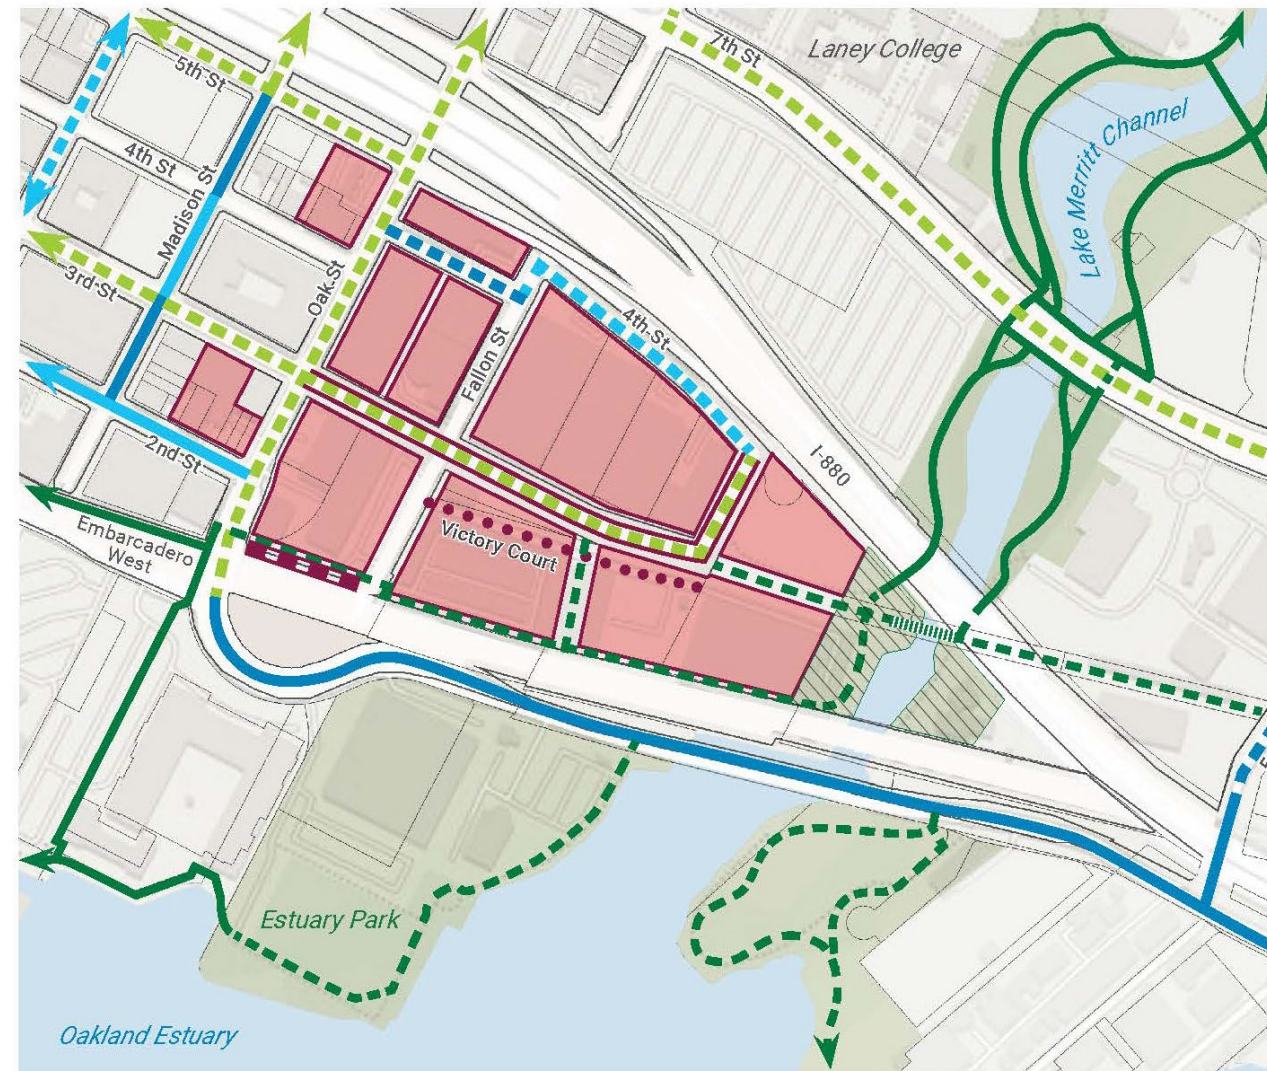 7th St
Laney College
5th St
Lake Merritt Channel
4th St
Madison St
3rd St
Oak St
4th St
Fallon St
I-880
2nd St
Victory Court
Embarcadero
West
Estuary Park
Oakland Estuary